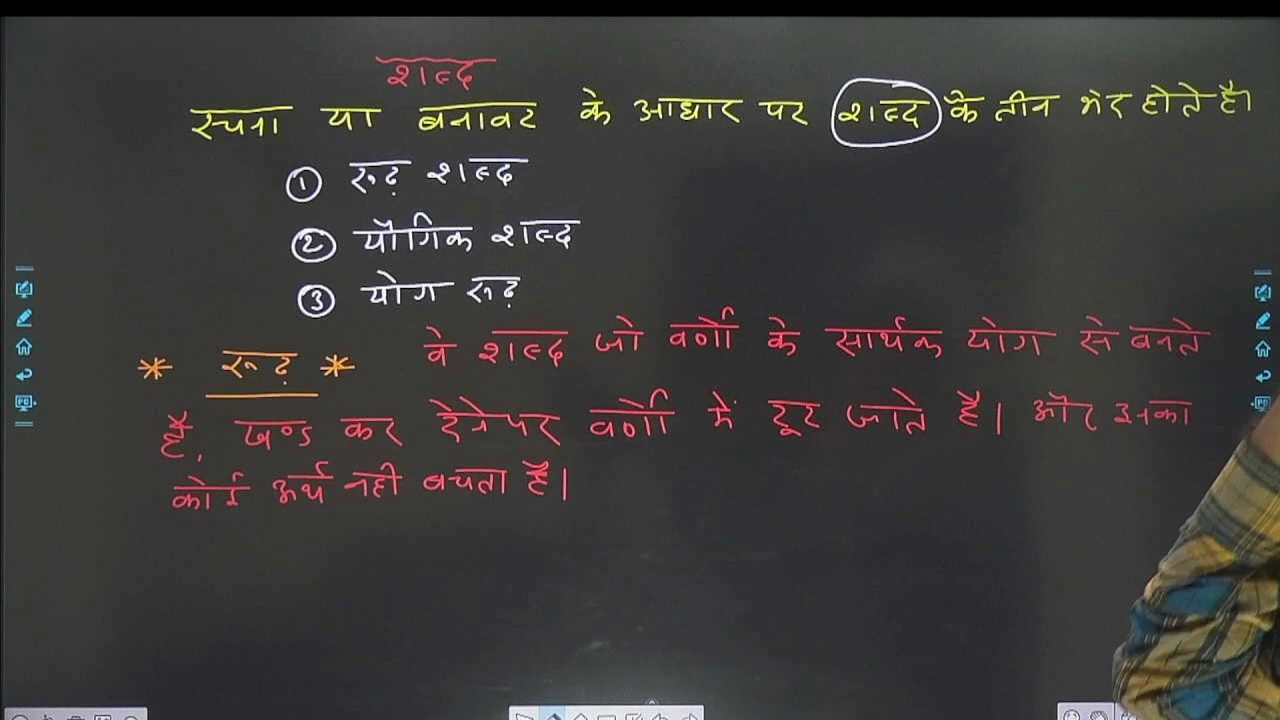 शब्द
रचना या बनावट के आधार पर शब्द के तीन भेद होते है।
① रूढ़ शब्द
② यौगिक शब्द
③ योग रूढ़
* रूढ़ * वे शब्द जो वर्णों के सार्थक योग से बनते
है, खण्ड कर देने पर वर्णों में टूट जाते है। और इनका
कोई अर्थ नही बचता है।